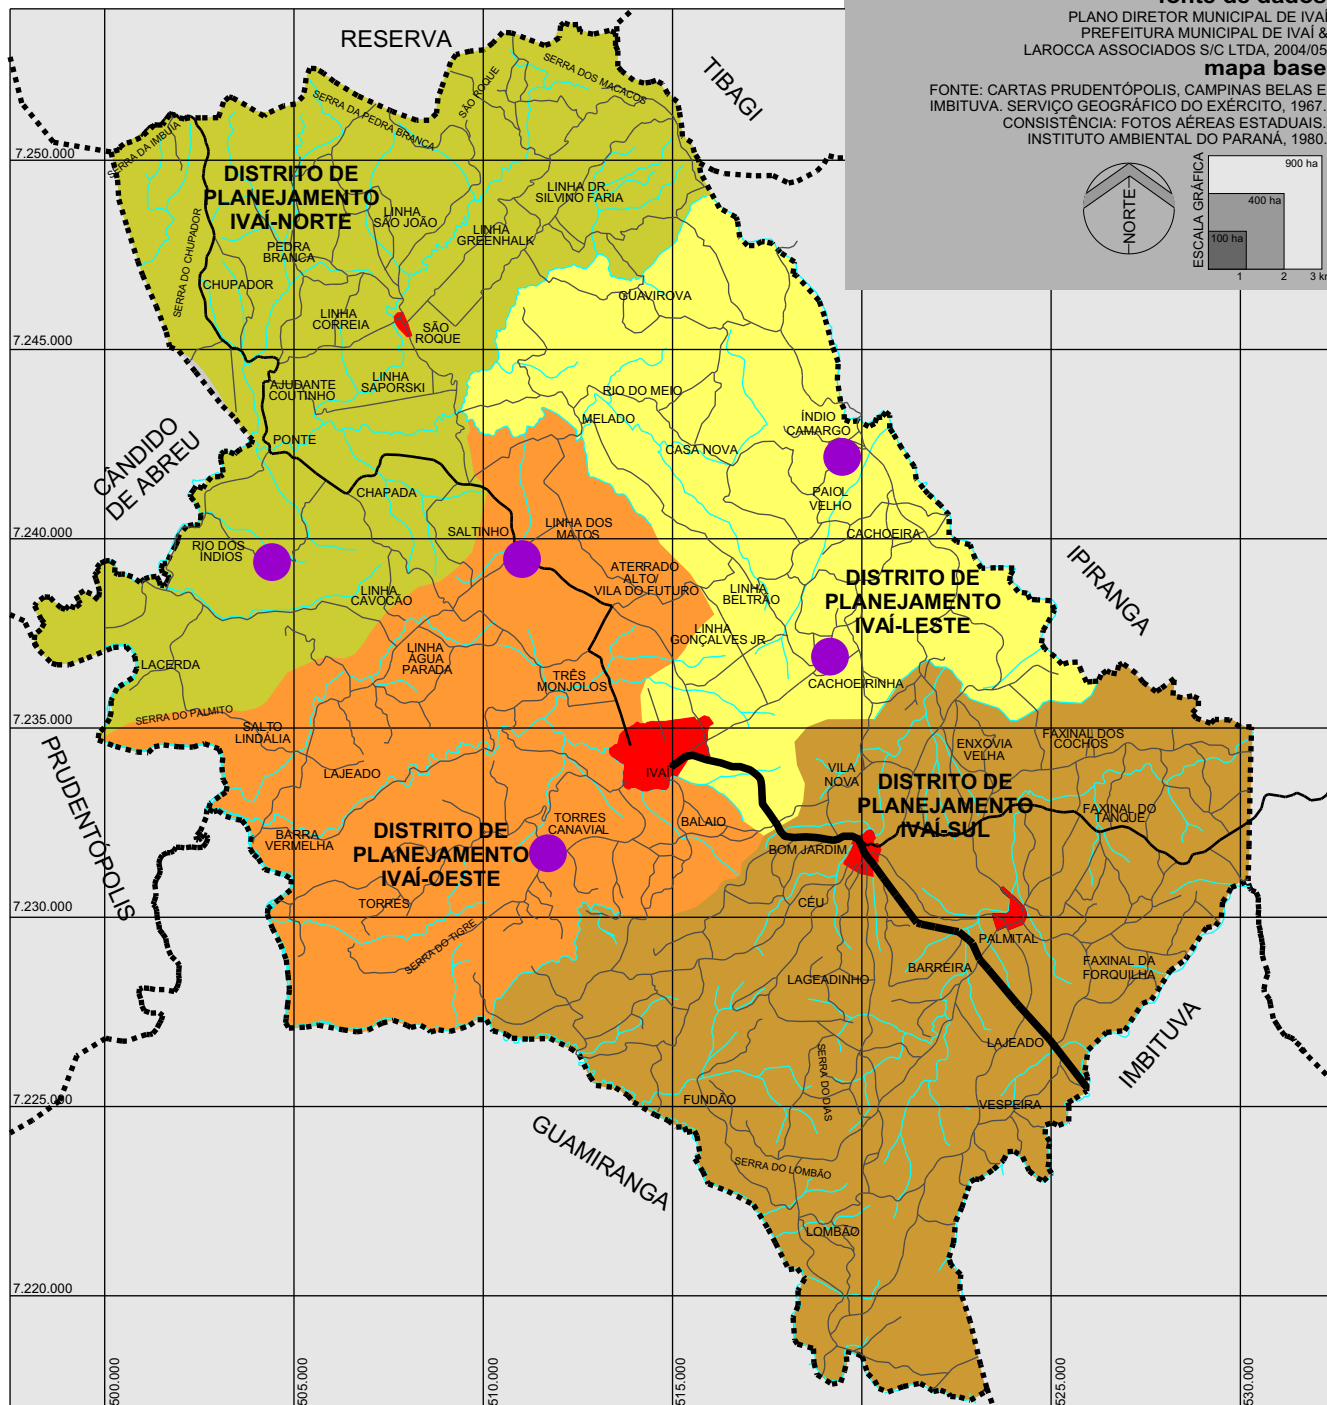 fonte de dados
PLANO DIRETOR MUNICIPAL DE IVAÍ
PREFEITURA MUNICIPAL DE IVAÍ &
LAROCCA ASSOCIADOS S/C LTDA, 2004/05
mapa base
FONTE: CARTAS PRUDENTÓPOLIS, CAMPINAS BELAS E
IMBITUVA. SERVIÇO GEOGRÁFICO DO EXÉRCITO, 1967.
CONSISTÊNCIA: FOTOS AÉREAS ESTADUAIS.
INSTITUTO AMBIENTAL DO PARANÁ, 1980.
NORTE
ESCALA GRÁFICA
900 ha
400 ha
100 ha
1
2
3 km
RESERVA
TIBAGI
SERRA DOS MACACOS
SÃO ROQUE
SERRA DA PEDRA BRANCA
SERRA DA IMBUIA
7.250.000
DISTRITO DE
PLANEJAMENTO
IVAÍ-NORTE
LINHA DR.
SILVINO FARIA
LINHA
SÃO JOÃO
LINHA
GREENHALK
PEDRA
BRANCA
SERRA DO CHUPADOR
CHUPADOR
GUAVIROVA
LINHA
CORREIA
SÃO
ROQUE
7.245.000
AJUDANTE
COUTINHO
LINHA
SAPORSKI
RIO DO MEIO
MELADO
ÍNDIO
CAMARGO
CASA NOVA
PONTE
CÂNDIDO
DE ABREU
CHAPADA
PAIOL
VELHO
SALTINHO
LINHA DOS
MATOS
CACHOEIRA
7.240.000
RIO DOS
ÍNDIOS
IPIRANGA
ATERRADO
ALTO/
VILA DO FUTURO
LINHA
CAVOCÃO
LINHA
BELTRÃO
DISTRITO DE
PLANEJAMENTO
IVAÍ-LESTE
LINHA
GONÇALVES JR.
LINHA
ÁGUA
PARADA
LACERDA
TRÊS
MONJOLOS
CACHOEIRINHA
7.235.000
SERRA DO PALMITO
SALTO
LINDÁLIA
PRUDENTÓPOLIS
LAJEADO
IVAÍ
ENXOVIA
VELHA
FAXINAL DOS
COCHOS
VILA
NOVA
DISTRITO DE
PLANEJAMENTO
IVAÍ-SUL
FAXINAL DO
TANQUE
BARRA
VERMELHA
DISTRITO DE
PLANEJAMENTO
IVAÍ-OESTE
TORRES
CANAVIAL
BALAIO
BOM JARDIM
TORRES
CÉU
7.230.000
SERRA DO TIGRE
PALMITAL
LAGEADINHO
BARREIRA
FAXINAL DA
FORQUILHA
LAJEADO
IMBITUVA
SERRA DO DIAS
FUNDÃO
VESPEIRA
7.225.000
GUAMIRANGA
SERRA DO LOMBÃO
LOMBÃO
7.220.000
500.000
505.000
510.000
515.000
525.000
530.000